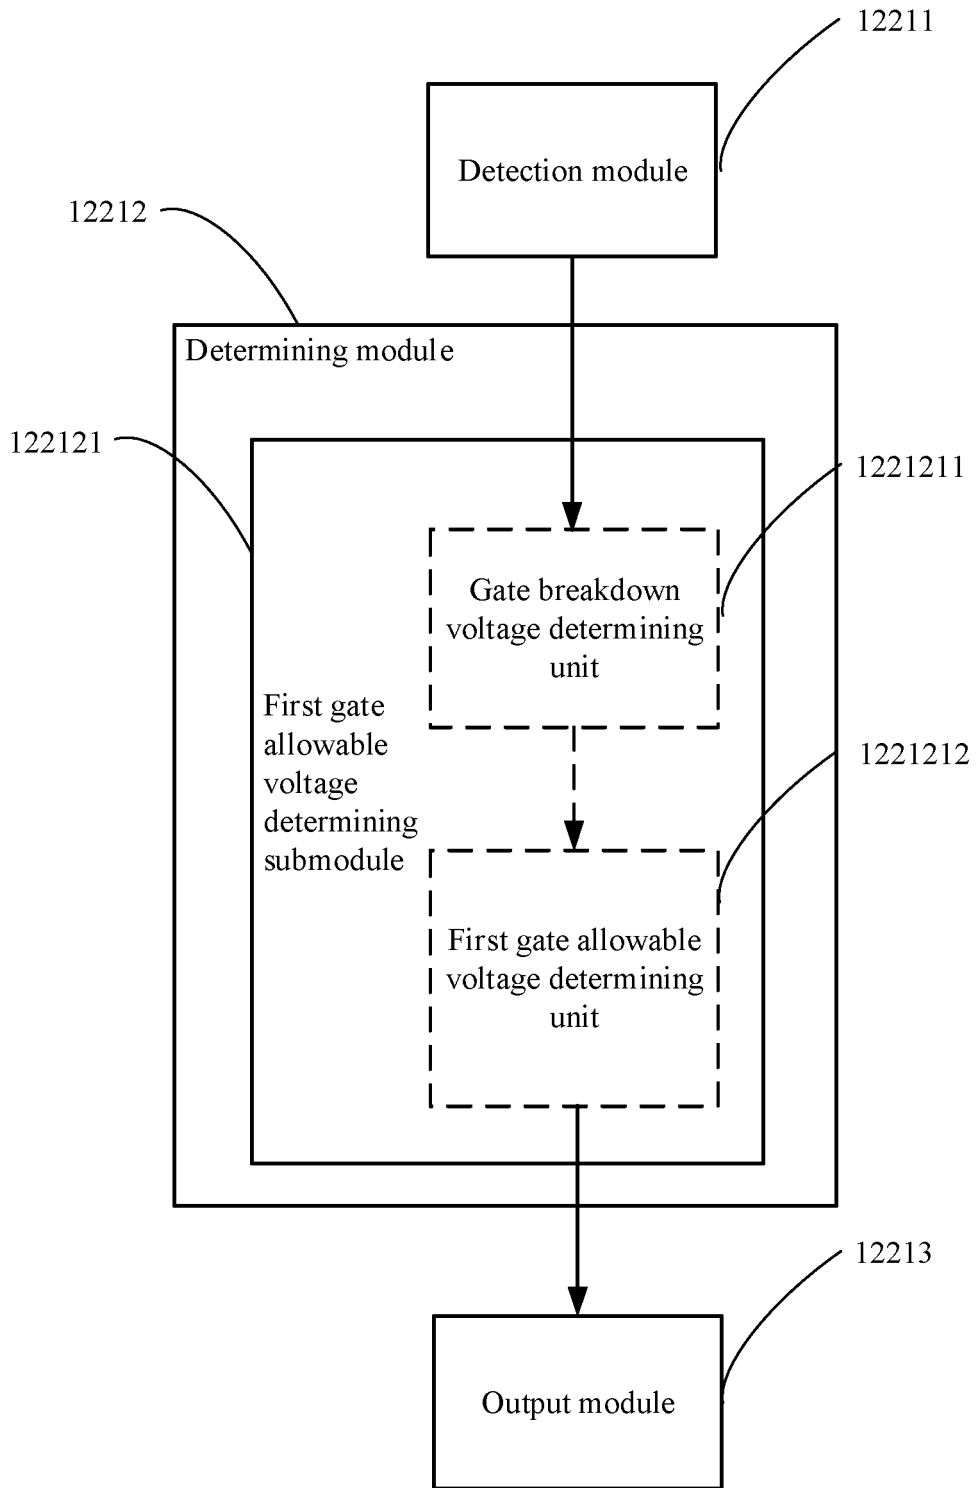 12211
Detection module
12212
Determining module
122121
1221211
Gate breakdown
voltage determining
unit
First gate
allowable
voltage
determining
submodule
1221212
First gate allowable
voltage determining
unit
12213
Output module